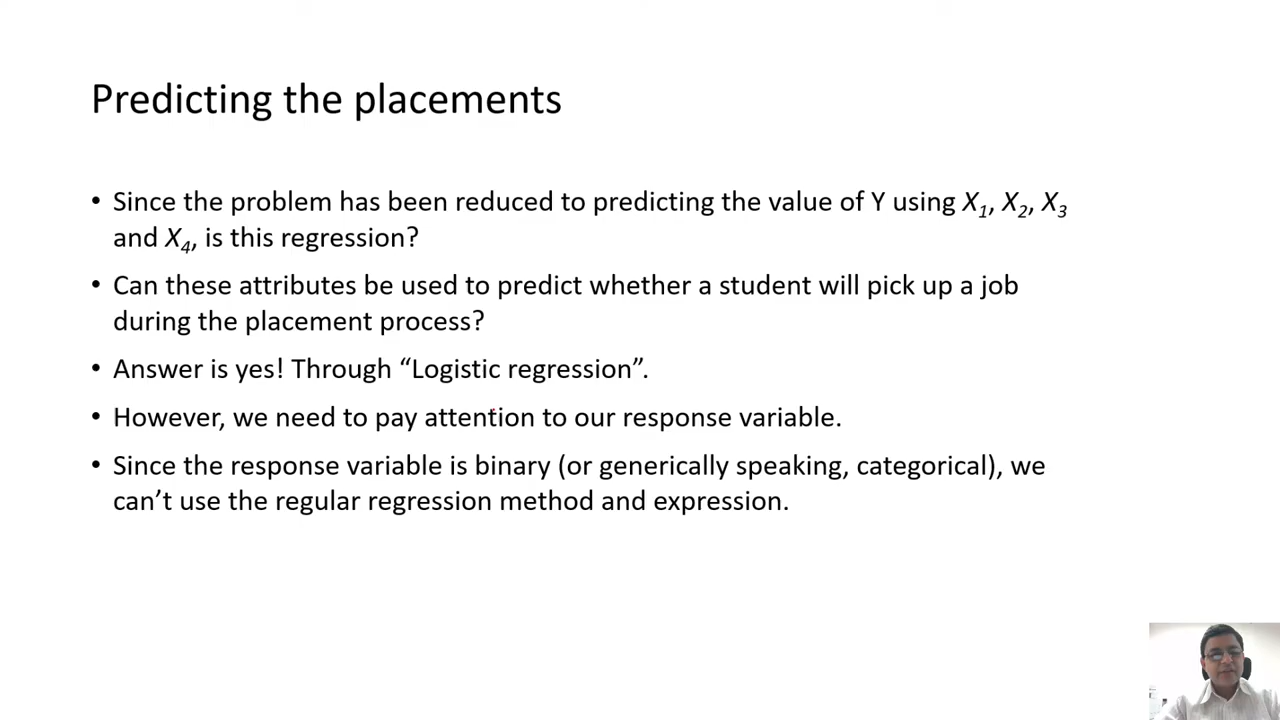 Predicting the placements
• Since the problem has been reduced to predicting the value of Y using X₁, X₂, X₃
and X₄, is this regression?
• Can these attributes be used to predict whether a student will pick up a job
during the placement process?
• Answer is yes! Through “Logistic regression”.
• However, we need to pay attention to our response variable.
• Since the response variable is binary (or generically speaking, categorical), we
can’t use the regular regression method and expression.